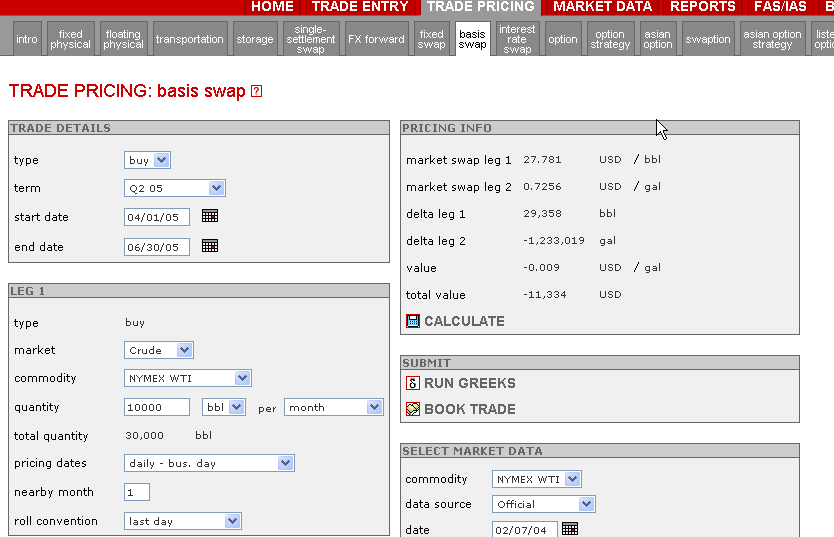 HOME TRADE ENTRY TRADE PRICING MARKET DATA REPORTS FAS/IAS
intro fixed physical floating physical transportation storage single-settlement swap FX forward fixed swap basis swap interest rate swap option option strategy asian option swaption asian option strategy
TRADE PRICING: basis swap ?
TRADE DETAILS
type buy
term Q2 05
start date 04/01/05
end date 06/30/05
LEG 1
type buy
market Crude
commodity NYMEX WTI
quantity 10000 bbl per month
total quantity 30,000 bbl
pricing dates daily - bus. day
nearby month 1
roll convention last day
PRICING INFO
market swap leg 1 27.781 USD / bbl
market swap leg 2 0.7256 USD / gal
delta leg 1 29,358 bbl
delta leg 2 -1,233,019 gal
value -0.009 USD / gal
total value -11,334 USD
CALCULATE
SUBMIT
δ RUN GREEKS
BOOK TRADE
SELECT MARKET DATA
commodity NYMEX WTI
data source Official
date 02/07/04